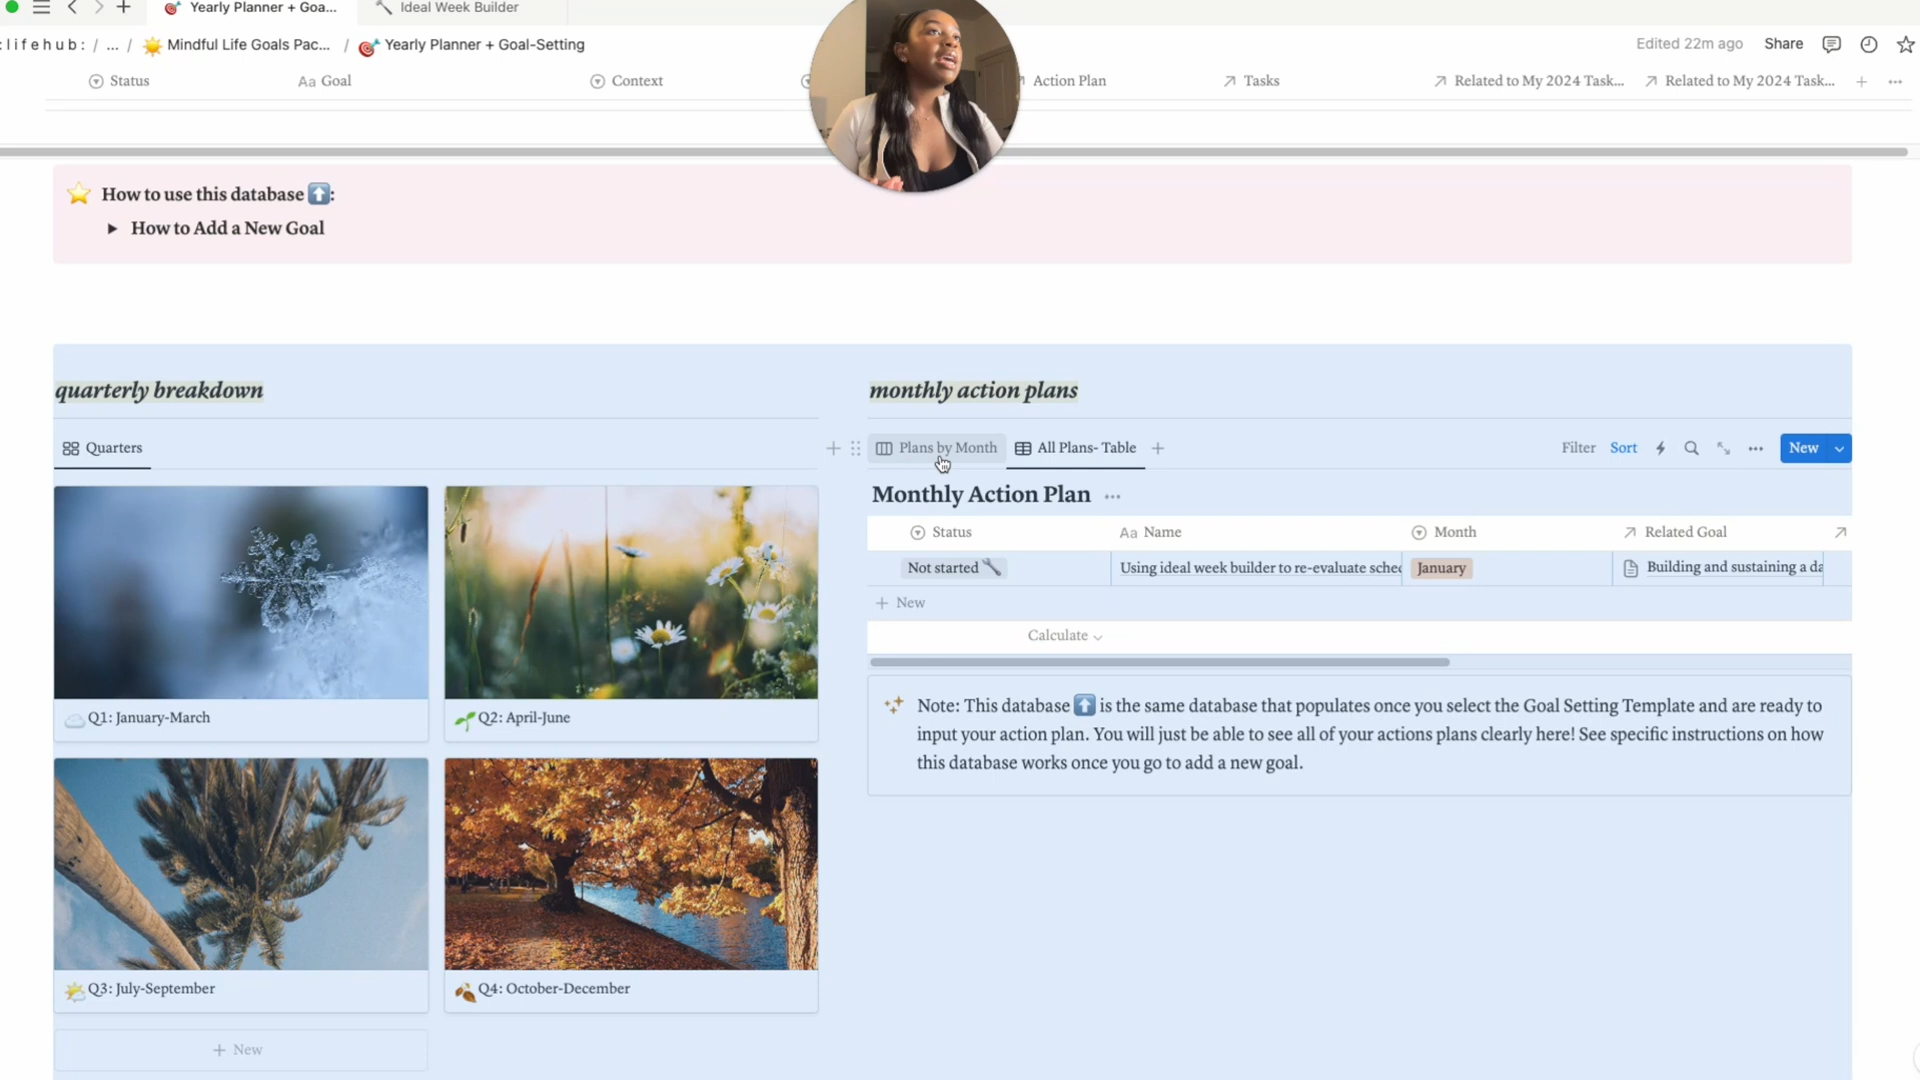 Yearly Planner + Goa...
Ideal Week Builder
: l i f e h u b : / ... / Mindful Life Goals Pac... / Yearly Planner + Goal-Setting
Edited 22m ago Share
Status Aa Goal Context Action Plan Tasks Related to My 2024 Task... Related to My 2024 Task...
How to use this database ⬆️:
How to Add a New Goal
quarterly breakdown
Quarters
Q1: January-March
Q2: April-June
Q3: July-September
Q4: October-December
+ New
monthly action plans
Plans by Month All Plans- Table
Filter Sort New
Monthly Action Plan ...
Status Aa Name Month Related Goal
Not started Using ideal week builder to re-evaluate sched January Building and sustaining a da
+ New
Calculate
Note: This database ⬆️ is the same database that populates once you select the Goal Setting Template and are ready to
input your action plan. You will just be able to see all of your actions plans clearly here! See specific instructions on how
this database works once you go to add a new goal.